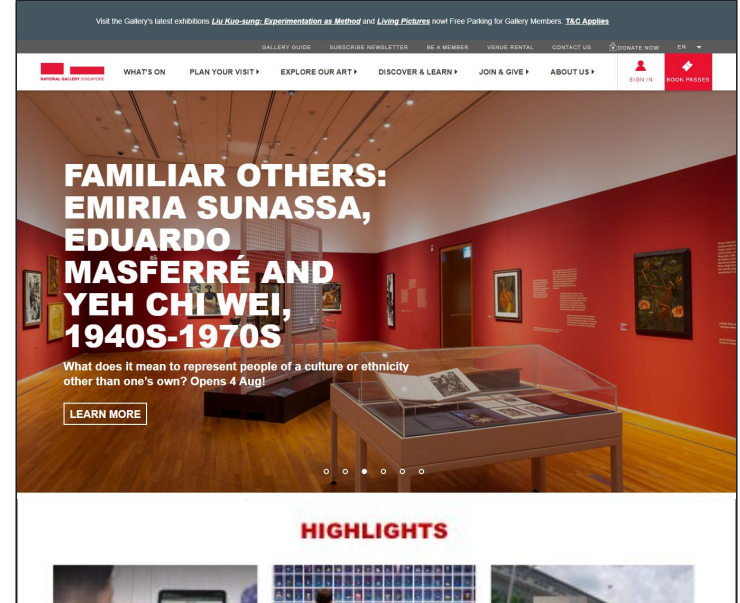 Visit the Gallery's latest exhibitions Liu Kuo-sung: Experimentation as Method and Living Pictures now! Free Parking for Gallery Members. T&C Applies
GALLERY GUIDE SUBSCRIBE NEWSLETTER BE A MEMBER VENUE RENTAL CONTACT US DONATE NOW EN
NATIONAL GALLERY SINGAPORE
WHAT'S ON PLAN YOUR VISIT EXPLORE OUR ART DISCOVER & LEARN JOIN & GIVE ABOUT US SIGN IN BOOK PASSES
FAMILIAR OTHERS:
EMIRIA SUNASSA,
EDUARDO
MASFERRÉ AND
YEH CHI WEI,
1940S-1970S
What does it mean to represent people of a culture or ethnicity
other than one's own? Opens 4 Aug!
LEARN MORE
HIGHLIGHTS